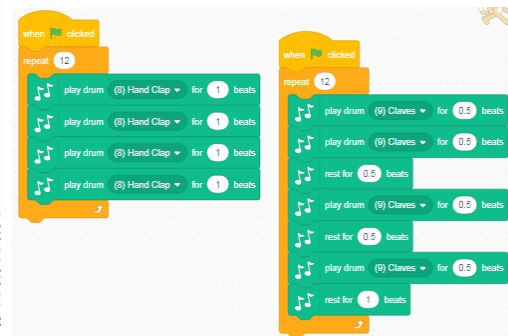 when clicked
repeat 12
play drum (8) Hand Clap for 1 beats
play drum (8) Hand Clap for 1 beats
play drum (8) Hand Clap for 1 beats
play drum (8) Hand Clap for 1 beats
when clicked
repeat 12
play drum (9) Claves for 0.5 beats
play drum (9) Claves for 0.5 beats
rest for 0.5 beats
play drum (9) Claves for 0.5 beats
rest for 0.5 beats
play drum (9) Claves for 0.5 beats
rest for 1 beats